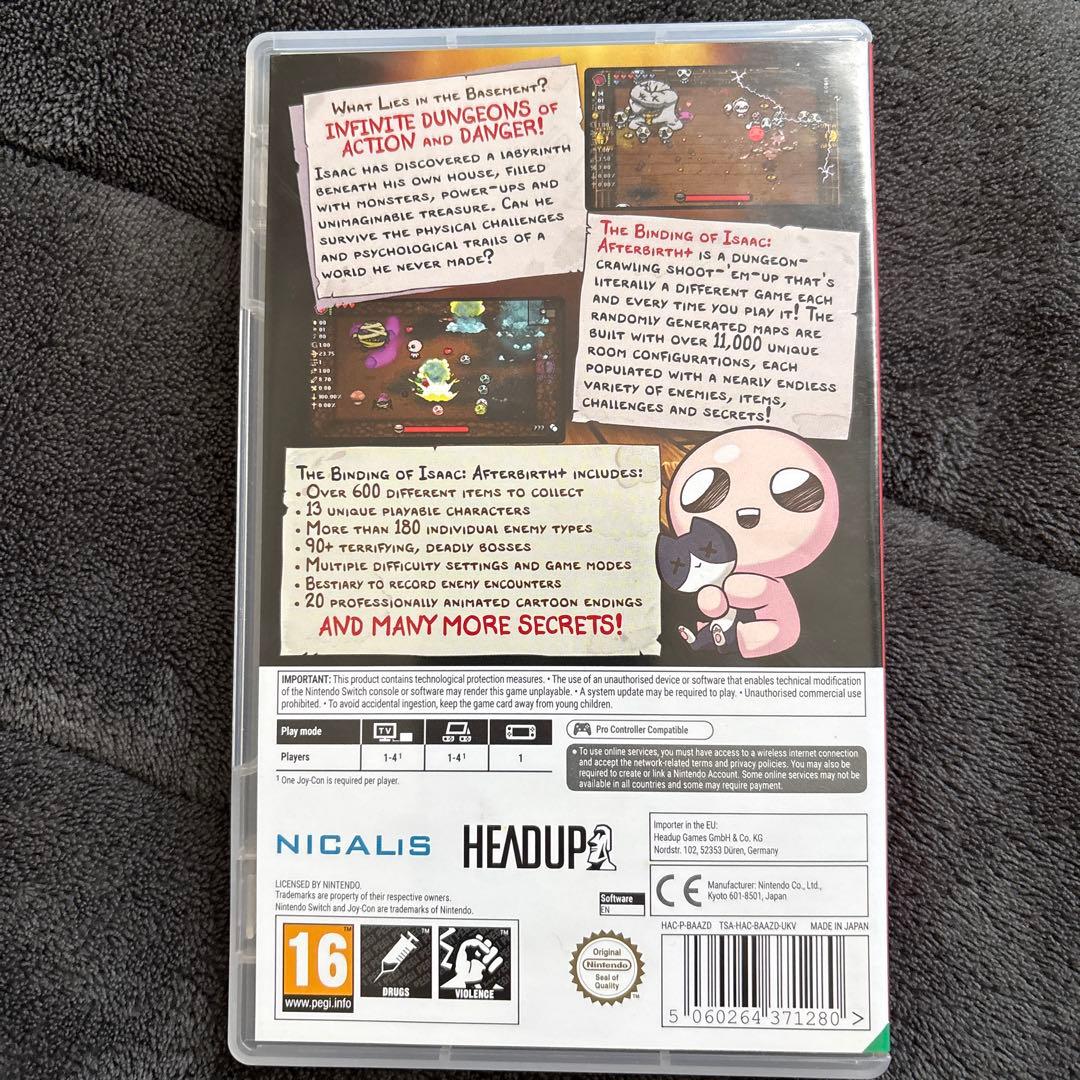 What Lies in the Basement?
INFINITE DUNGEONS OF
ACTION AND DANGER!
Isaac has discovered a labyrinth
beneath his own house, filled
with monsters, power-ups and
unimaginable treasure. Can he
survive the physical challenges
and psychological trails of a
world he never made?
The Binding of Isaac:
Afterbirth+ is a dungeon-
crawling shoot-'em-up that's
literally a different game each
and every time you play it! The
randomly generated maps are
built with over 11,000 unique
room configurations, each
populated with a nearly endless
variety of enemies, items,
challenges and secrets!
The Binding of Isaac: Afterbirth+ includes:
• Over 600 different items to collect
• 13 unique playable characters
• More than 180 individual enemy types
• 90+ terrifying, deadly bosses
• Multiple difficulty settings and game modes
• Bestiary to record enemy encounters
• 20 professionally animated cartoon endings
AND MANY MORE SECRETS!
IMPORTANT: This product contains technological protection measures. • The use of an unauthorised device or software that enables technical modification
of the Nintendo Switch console or software may render this game unplayable. • A system update may be required to play. • Unauthorised commercial use
prohibited. • To avoid accidental ingestion, keep the game card away from young children.
Play mode TV
Players 1-4¹ 1-4¹ 1
¹ One Joy-Con is required per player.
Pro Controller Compatible
• To use online services, you must have access to a wireless internet connection
and accept the network-related terms and privacy policies. You may also be
required to create or link a Nintendo Account. Some online services may not be
available in all countries and some may require payment.
NICALiS HEADUP
Importer in the EU:
Headup Games GmbH & Co. KG
Nordstr. 102, 52353 Düren, Germany
LICENSED BY NINTENDO.
Trademarks are property of their respective owners.
Nintendo Switch and Joy-Con are trademarks of Nintendo.
Software
EN
CE
Manufacturer: Nintendo Co., Ltd.,
Kyoto 601-8501, Japan
HAC-P-BAAZD TSA-HAC-BAAZD-UKV MADE IN JAPAN
16 ™
www.pegi.info
DRUGS ™
VIOLENCE ™
Original
Nintendo
Seal of
Quality
™
5 060264 371280 >